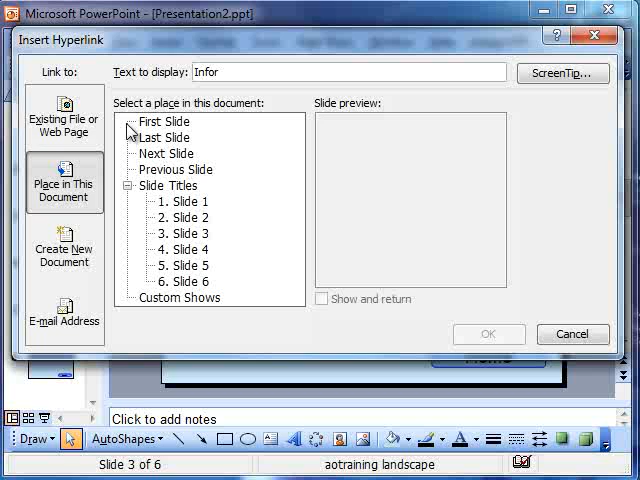 Microsoft PowerPoint - [Presentation2.ppt]
Insert Hyperlink
Link to:
Text to display: Infor
ScreenTip...
Select a place in this document:
Slide preview:
Existing File or
Web Page
Place in This
Document
Create New
Document
E-mail Address
First Slide
Last Slide
Next Slide
Previous Slide
Slide Titles
1. Slide 1
2. Slide 2
3. Slide 3
4. Slide 4
5. Slide 5
6. Slide 6
Custom Shows
Show and return
OK
Cancel
Click to add notes
Draw
AutoShapes
Slide 3 of 6
aotraining landscape